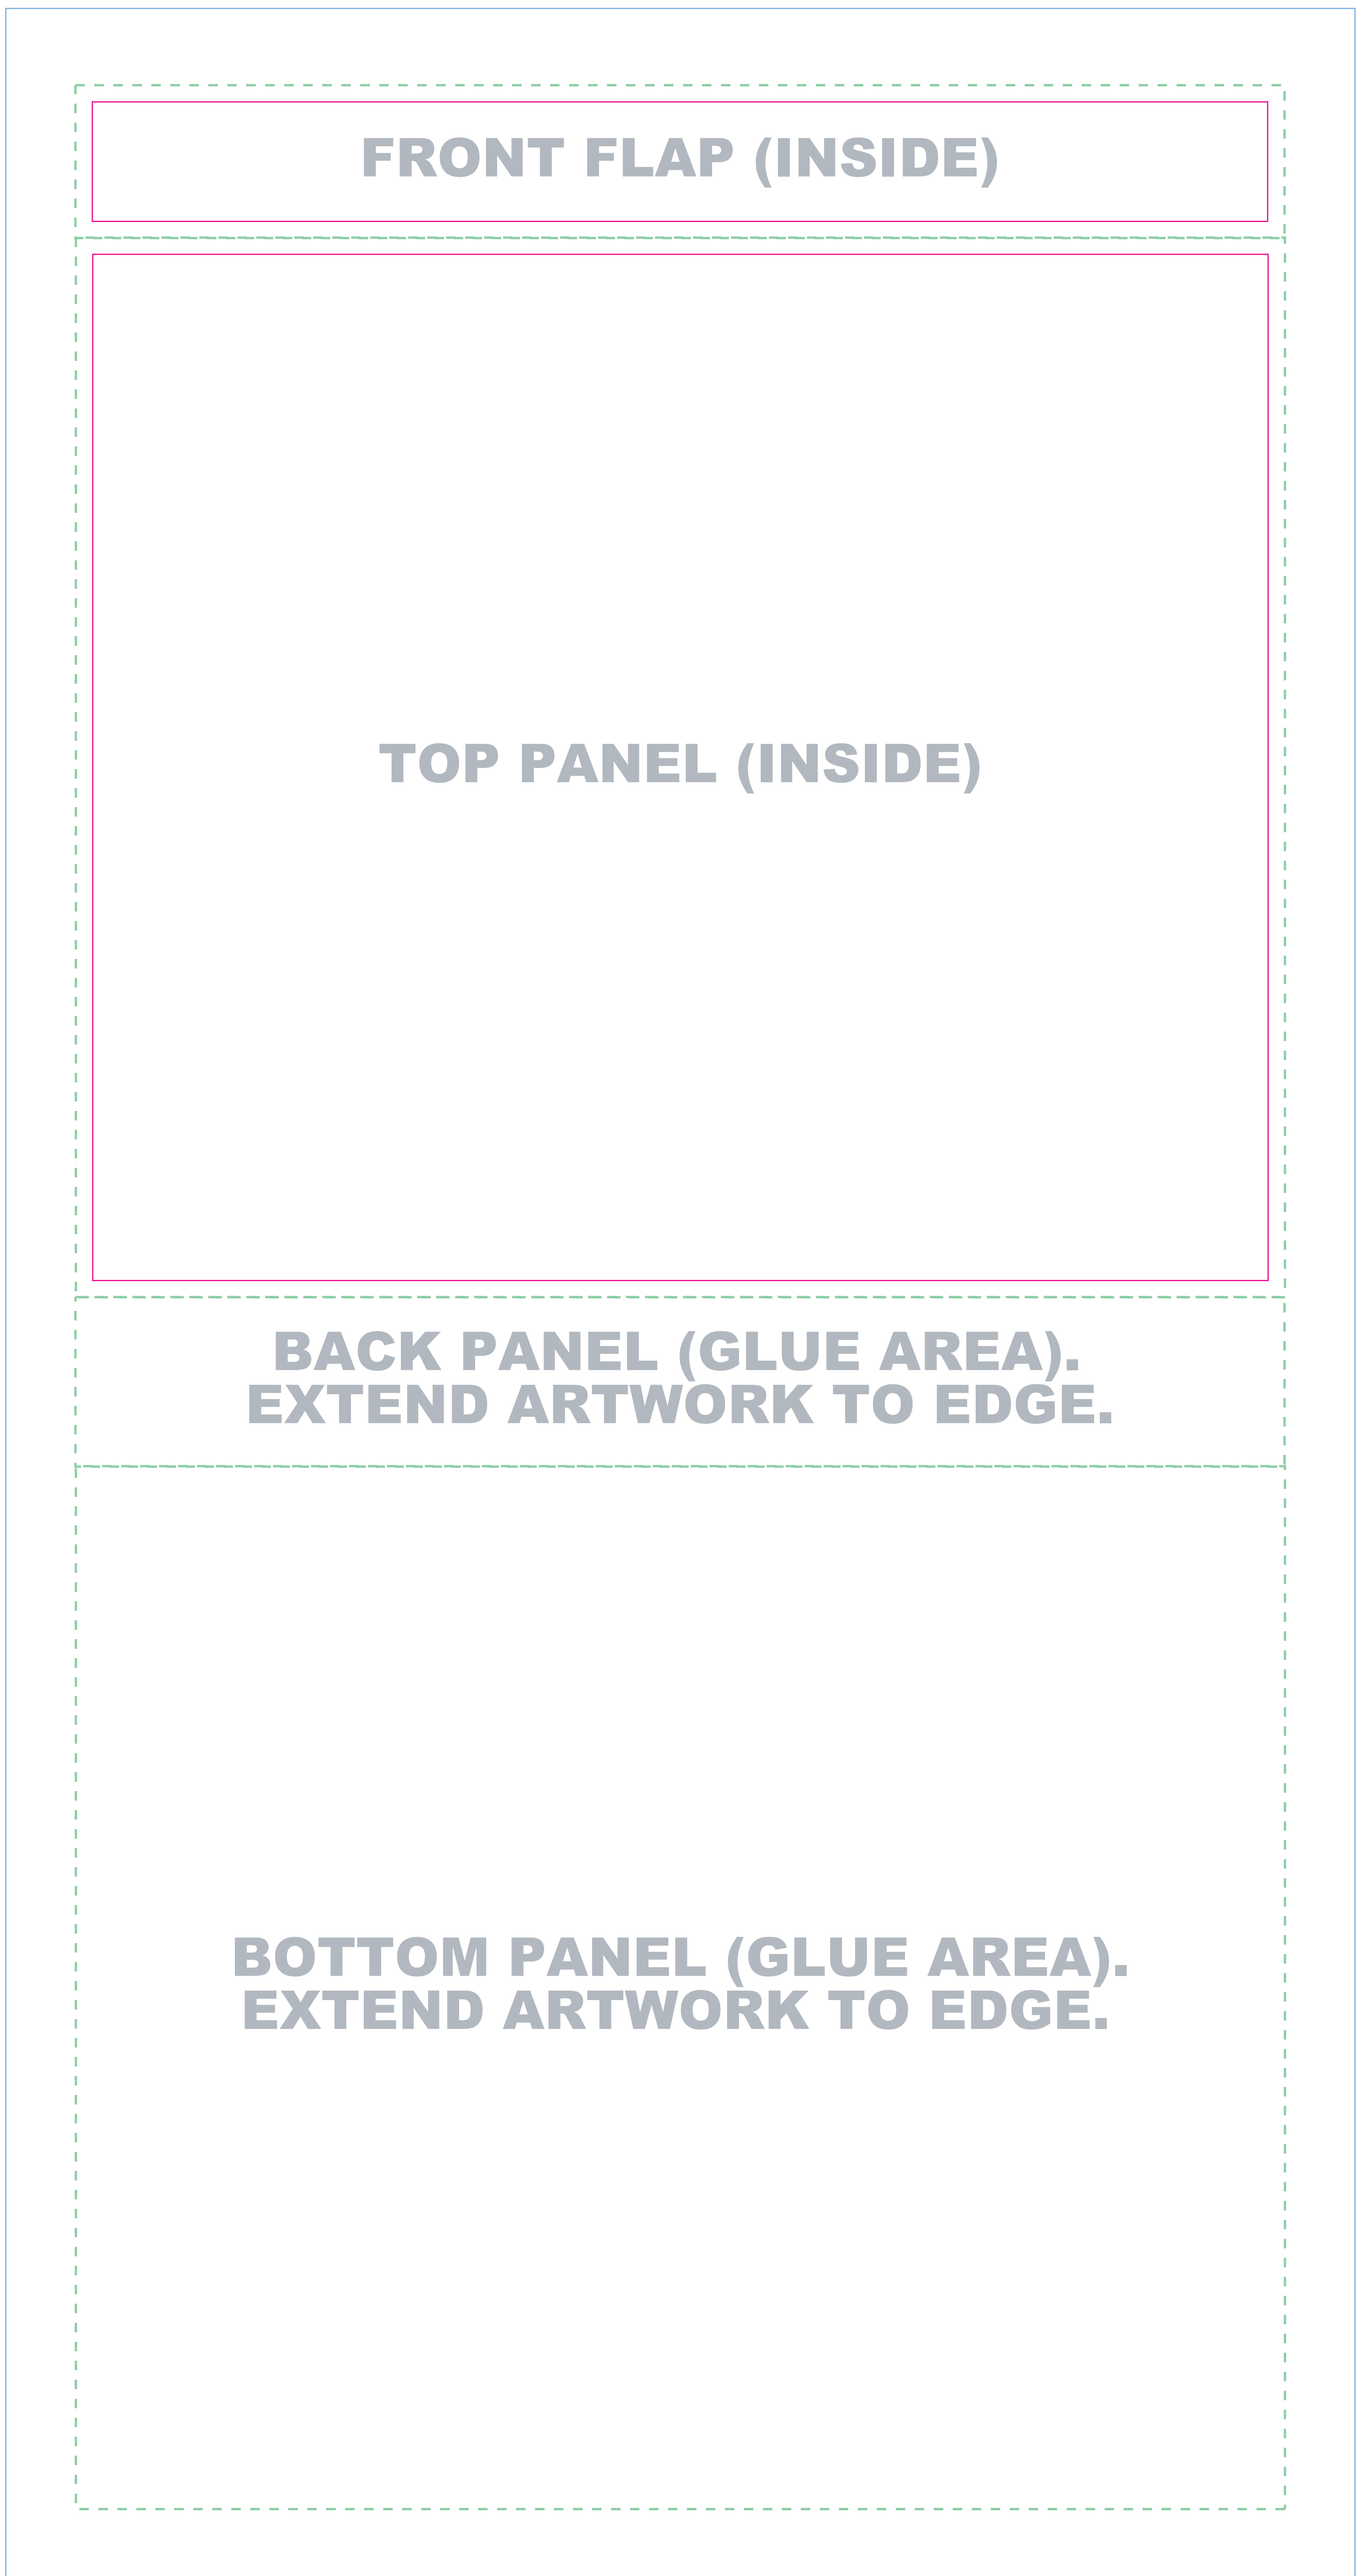 FRONT FLAP (INSIDE)
TOP PANEL (INSIDE)
BACK PANEL (GLUE AREA).
EXTEND ARTWORK TO EDGE.
BOTTOM PANEL (GLUE AREA).
EXTEND ARTWORK TO EDGE.